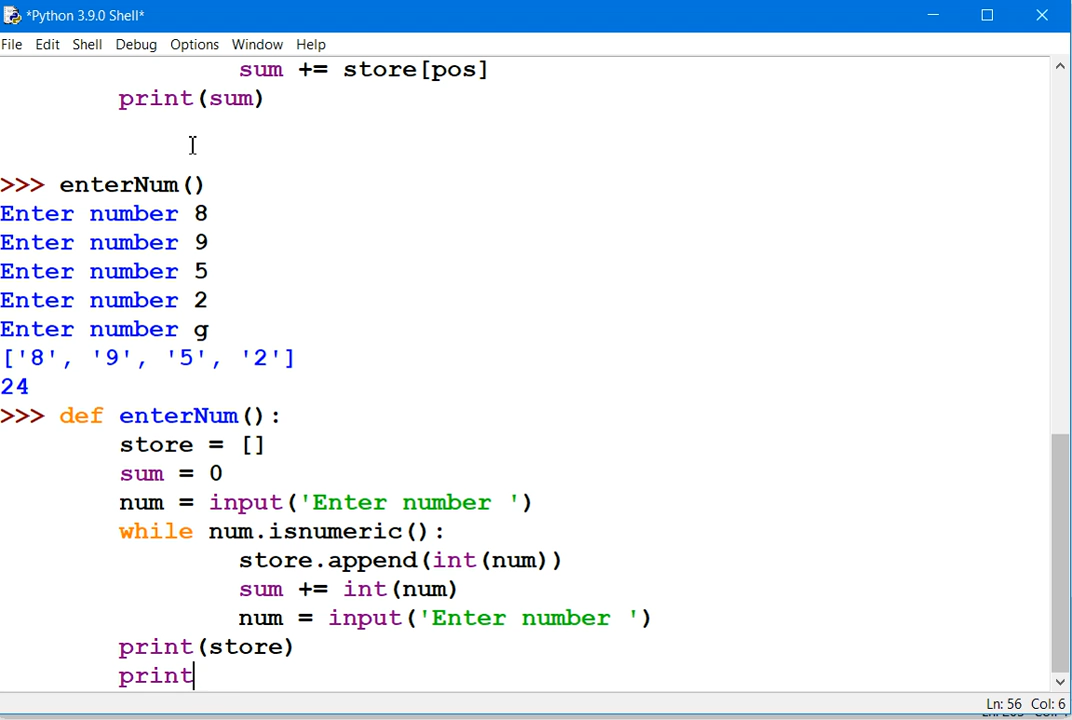 *Python 3.9.0 Shell*
File Edit Shell Debug Options Window Help
sum += store[pos]
print(sum)
>>> enterNum()
Enter number 8
Enter number 9
Enter number 5
Enter number 2
Enter number g
['8', '9', '5', '2']
24
>>> def enterNum():
store = []
sum = 0
num = input('Enter number ')
while num.isnumeric():
store.append(int(num))
sum += int(num)
num = input('Enter number ')
print(store)
print
Ln: 56 Col: 6